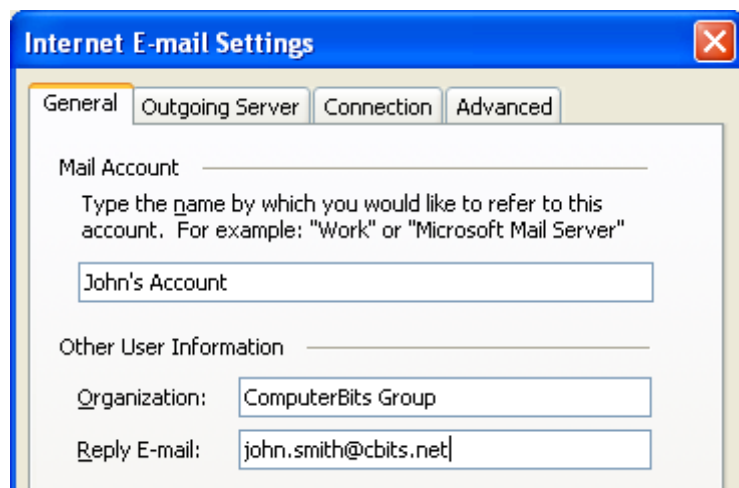 Internet E-mail Settings
General Outgoing Server Connection Advanced
Mail Account
Type the name by which you would like to refer to this
account. For example: "Work" or "Microsoft Mail Server"
John's Account
Other User Information
Organization: ComputerBits Group
Reply E-mail: john.smith@cbits.net